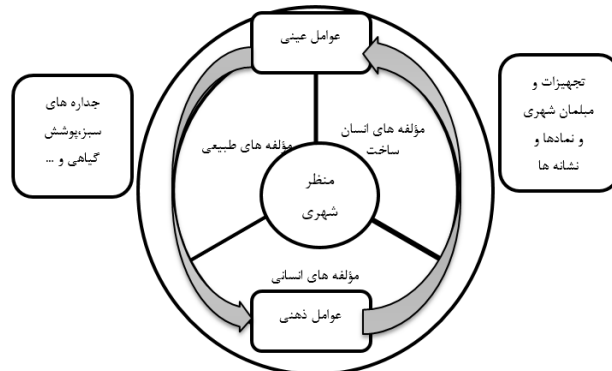 عوامل عینی
تجهیزات و
مبلمان شهری
و نمادها و
نشانه ها
جداره های
سبز،پوشش
گیاهی و ...
مؤلفه های انسان
ساخت
مؤلفه های طبیعی
منظر
شهری
مؤلفه های انسانی
عوامل ذهنی